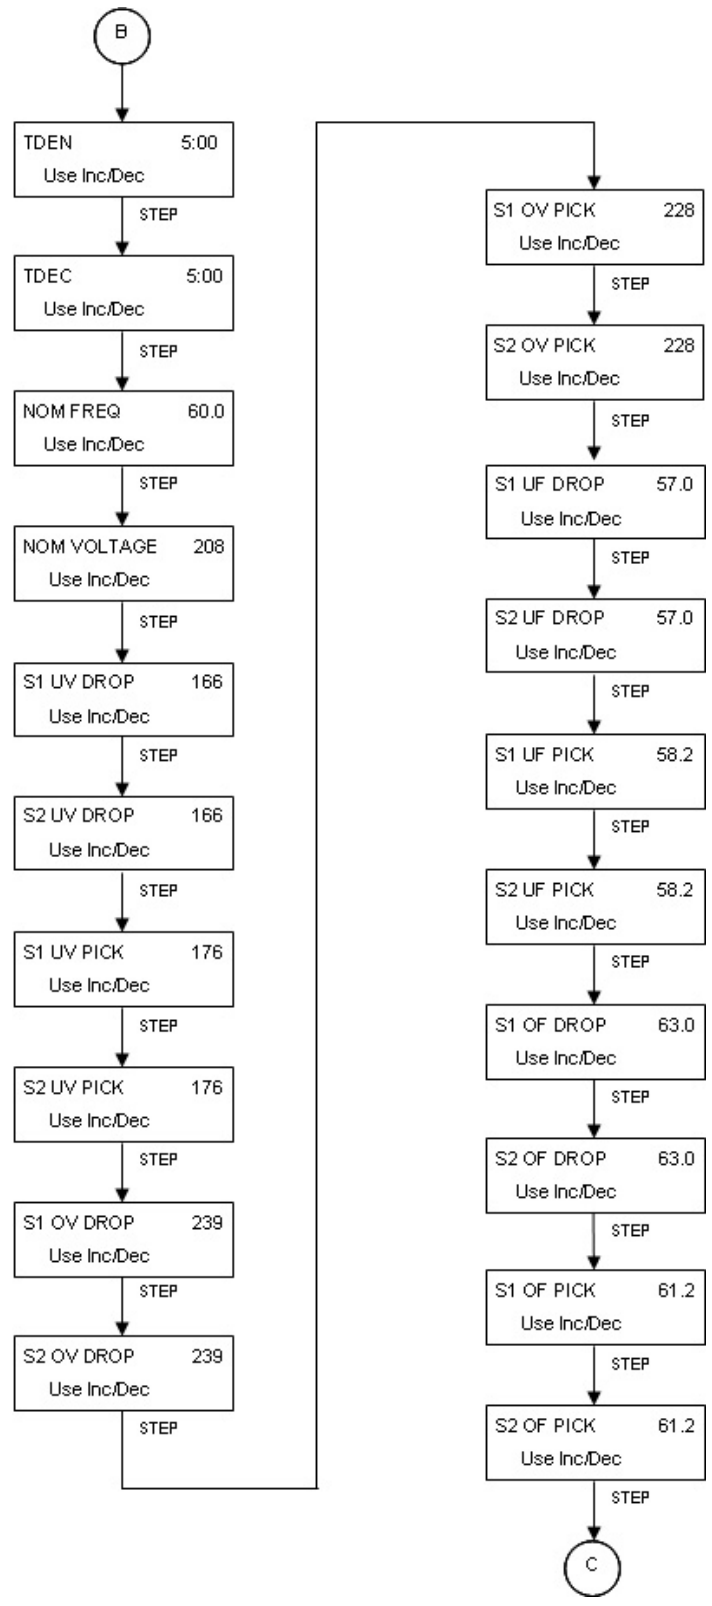 B
TDEN 5:00
Use Inc/Dec
STEP
TDEC 5:00
Use Inc/Dec
STEP
NOM FREQ 60.0
Use Inc/Dec
STEP
NOM VOLTAGE 208
Use Inc/Dec
STEP
S1 UV DROP 166
Use Inc/Dec
STEP
S2 UV DROP 166
Use Inc/Dec
STEP
S1 UV PICK 176
Use Inc/Dec
STEP
S2 UV PICK 176
Use Inc/Dec
STEP
S1 OV DROP 239
Use Inc/Dec
STEP
S2 OV DROP 239
Use Inc/Dec
STEP
S1 OV PICK 228
Use Inc/Dec
STEP
S2 OV PICK 228
Use Inc/Dec
STEP
S1 UF DROP 57.0
Use Inc/Dec
STEP
S2 UF DROP 57.0
Use Inc/Dec
STEP
S1 UF PICK 58.2
Use Inc/Dec
STEP
S2 UF PICK 58.2
Use Inc/Dec
STEP
S1 OF DROP 63.0
Use Inc/Dec
STEP
S2 OF DROP 63.0
Use Inc/Dec
STEP
S1 OF PICK 61.2
Use Inc/Dec
STEP
S2 OF PICK 61.2
Use Inc/Dec
STEP
C